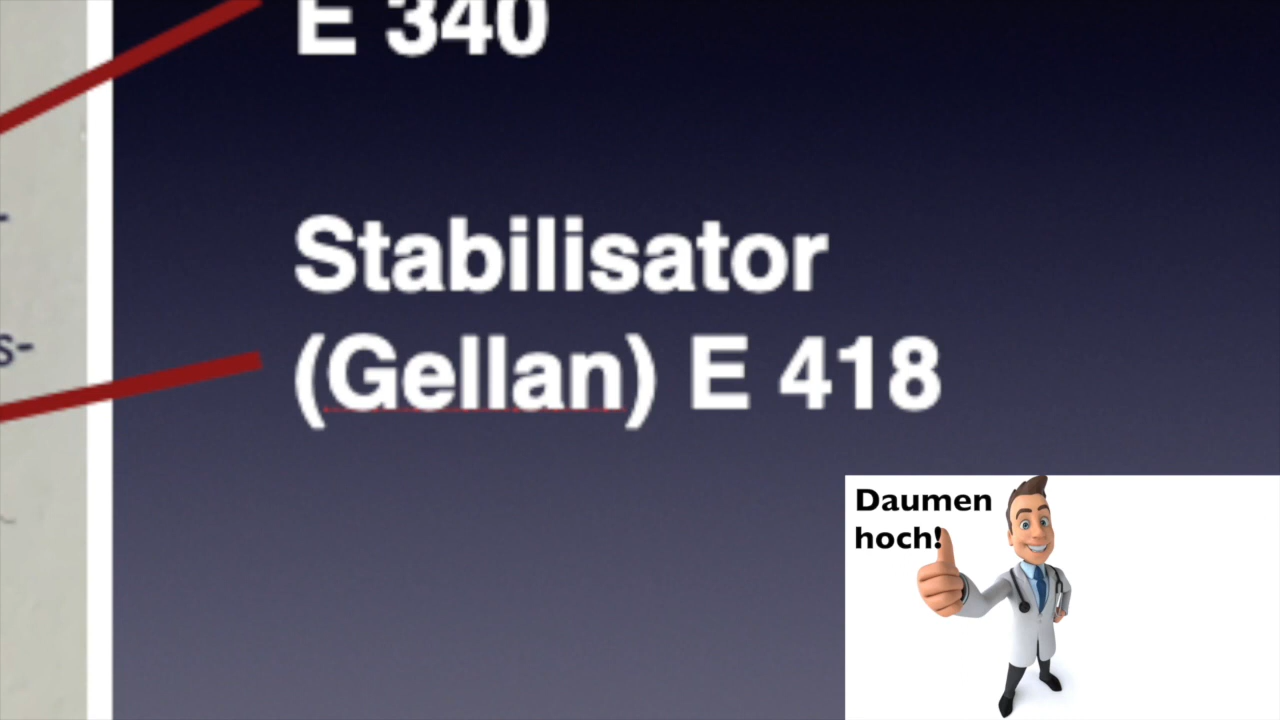 E 340
Stabilisator
(Gellan) E 418
s-
Daumen
hoch!